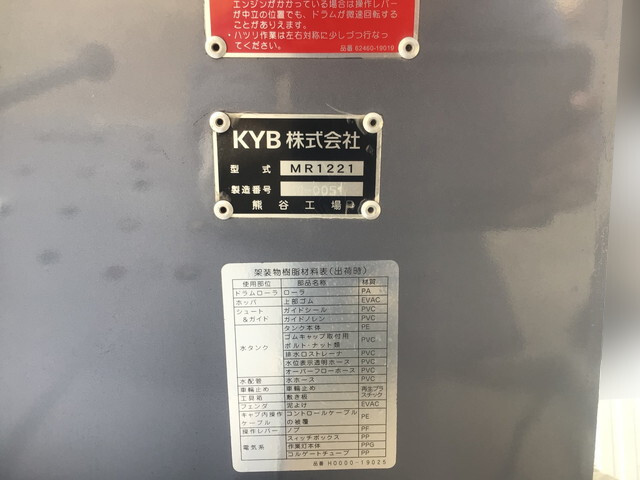 エンジンがかかっている場合は操作レバー
が中立の位置でも、ドラムが微速回転する
ことがありえます。
・ハツリ作業は左右対称に少しづつ行なっ
てください。
品番 62460-19019
KYB 株式会社
型式 MR1221
製造番号
熊谷工場
架装物樹脂材料表(出荷時)
使用部位 部品名称 材質
ドラムローラ ローラ PA
ホッパ 上部ゴム EVAC
シュート ガイドシール PVC
&ガイド ガイドノレン PVC
タンク本体 PE
水タンク ゴムキャップ取付用
ボルト・ナット類 PVC
排水口ストレーナ PVC
水位表示透明ホース PVC
オーバーフローホース PVC
水配管 水ホース PVC
車輪止め 車輪止め 再生プラ
スチック
工具箱 敷き板
フェンダ 泥よけ EVAC
キャブ内操作
ケーブル コントロールケーブル
の被覆 PE
操作レバー ノブ PF
電気系 スイッチボックス PP
作業灯本体 PPG
コルゲートチューブ PP
品番 H0000-19025